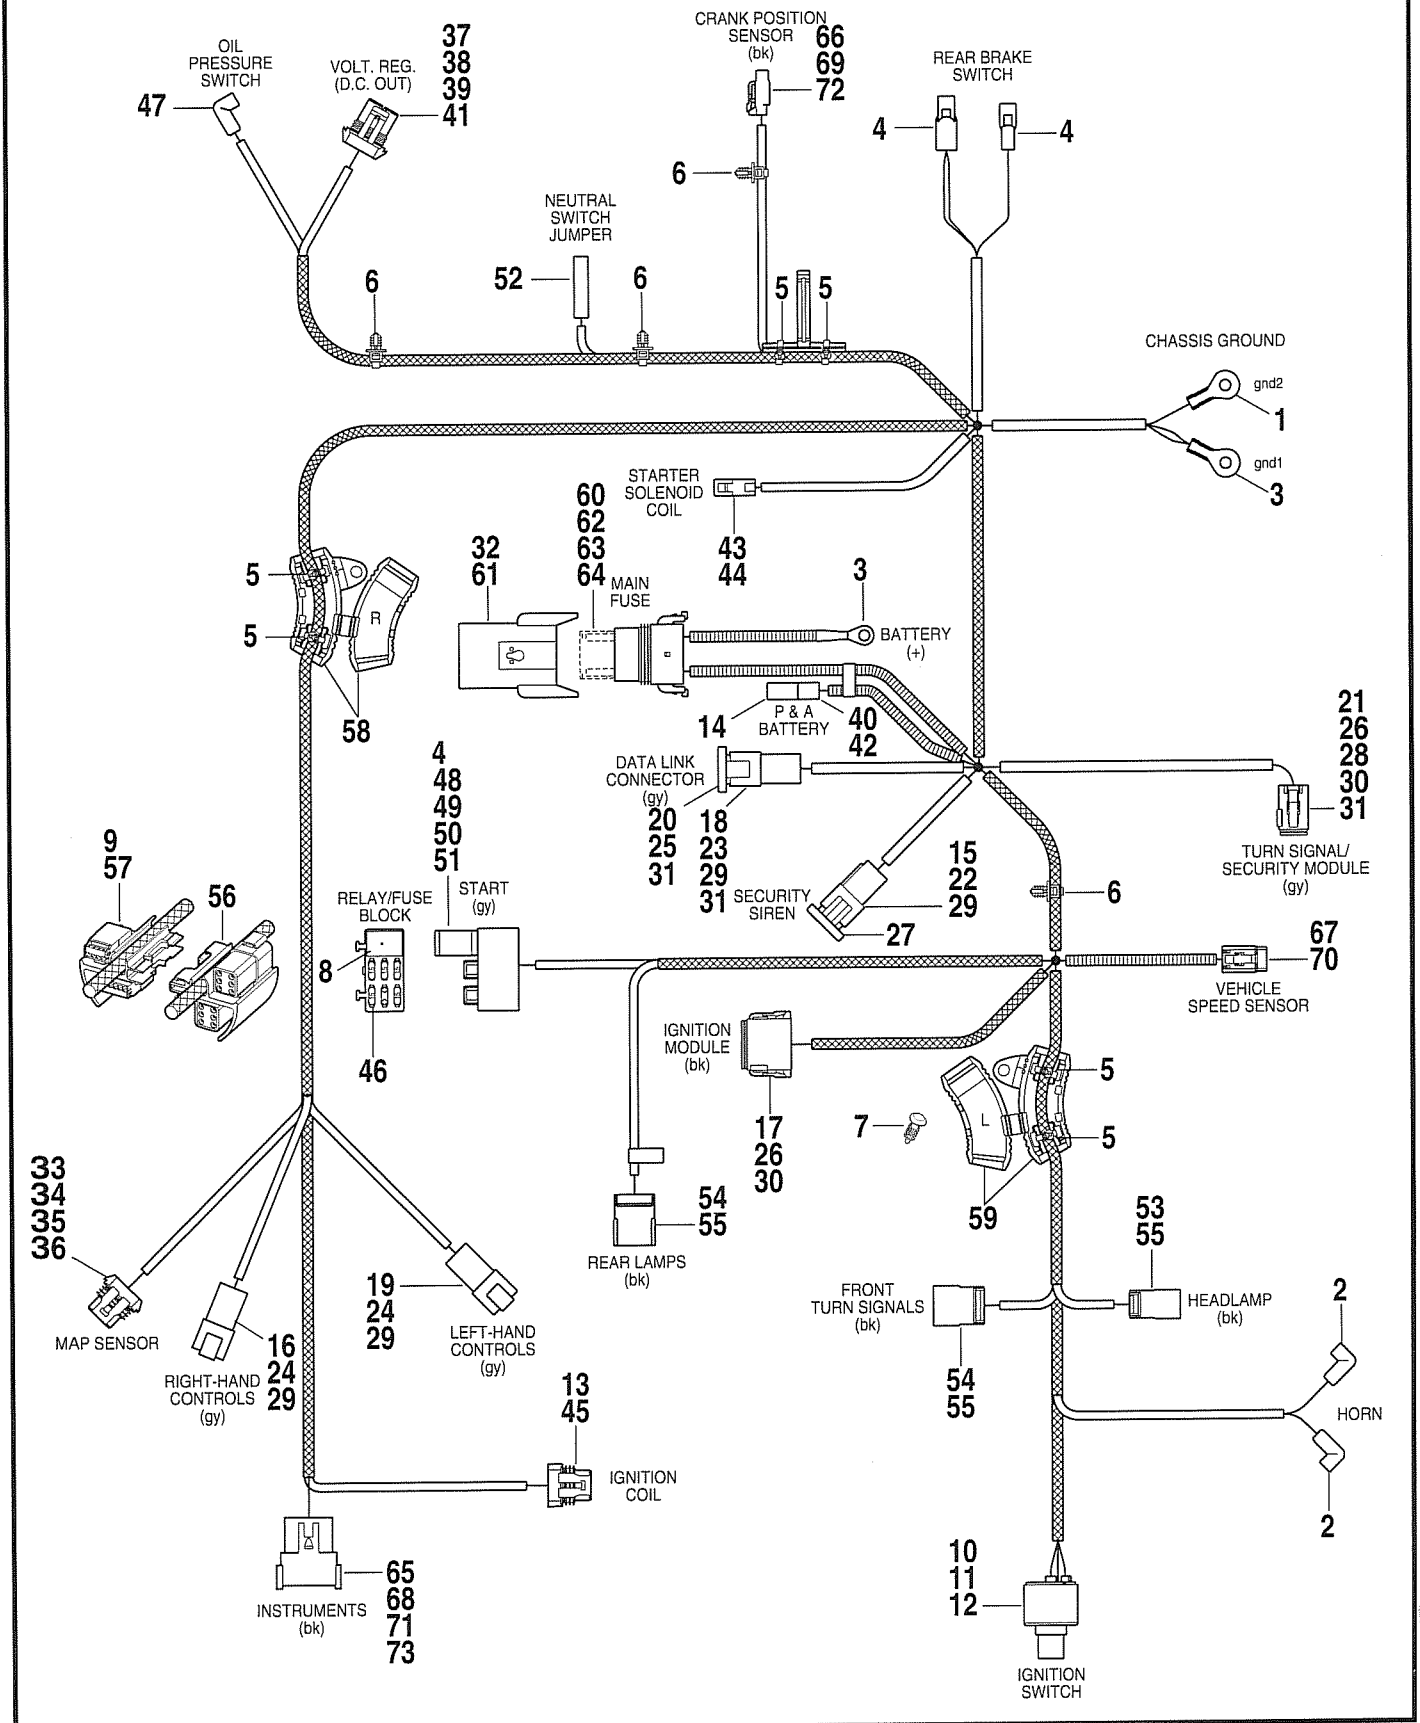 CRANK POSITION
SENSOR
(bk)
66
69
72
OIL
PRESSURE
SWITCH
47
VOLT. REG.
(D.C. OUT)
37
38
39
41
REAR BRAKE
SWITCH
4
4
6
NEUTRAL
SWITCH
JUMPER
52
6
6
5
5
CHASSIS GROUND
gnd2
1
gnd1
3
STARTER
SOLENOID
COIL
43
44
60
62
63
64
MAIN
FUSE
32
61
3
BATTERY
(+)
5
5
R
58
14
P & A
BATTERY
40
42
21
26
28
30
31
TURN SIGNAL/
SECURITY MODULE
(gy)
DATA LINK
CONNECTOR
(gy)
20
25
31
18
23
29
31
SECURITY
SIREN
15
22
29
27
6
4
48
49
50
51
START
(gy)
9
57
56
RELAY/FUSE
BLOCK
8
46
67
70
VEHICLE
SPEED SENSOR
IGNITION
MODULE
(bk)
17
26
30
7
L
5
5
59
33
34
35
36
MAP SENSOR
54
55
REAR LAMPS
(bk)
53
55
HEADLAMP
(bk)
FRONT
TURN SIGNALS
(bk)
54
55
19
24
29
LEFT-HAND
CONTROLS
(gy)
16
24
29
RIGHT-HAND
CONTROLS
(gy)
2
HORN
2
13
45
IGNITION
COIL
65
68
71
73
INSTRUMENTS
(bk)
10
11
12
IGNITION
SWITCH